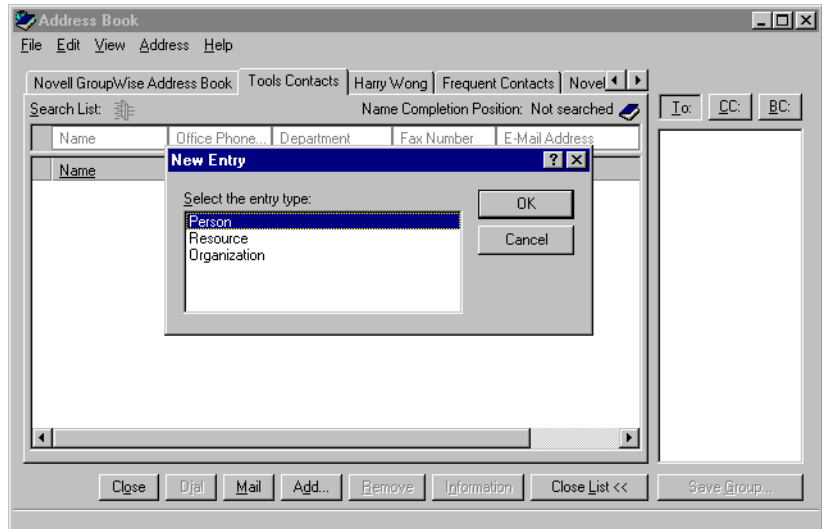 Address Book
File Edit View Address Help
Novell GroupWise Address Book Tools Contacts Harry Wong Frequent Contacts Novel
Search List: Name Completion Position: Not searched To: CC: BC:
Name Office Phone... Department Fax Number E-Mail Address
Name
New Entry ?
Select the entry type:
Person
Resource
Organization
OK
Cancel
Close Dial Mail Add... Remove Information Close List << Save Group...